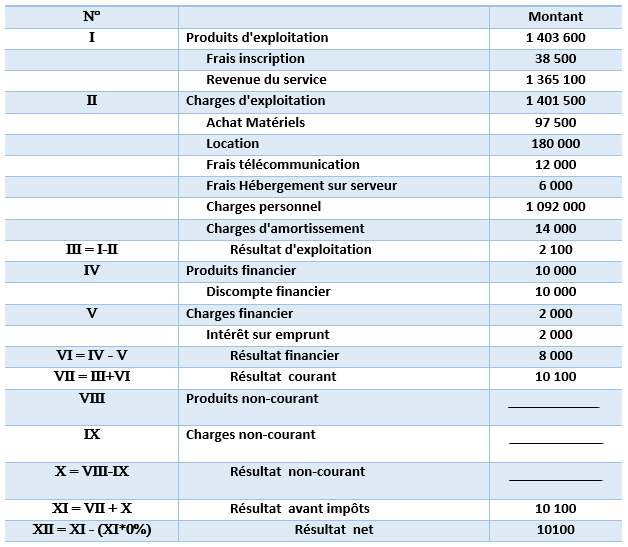 N° Montant
I Produits d'exploitation 1 403 600
Frais inscription 38 500
Revenue du service 1 365 100
II Charges d'exploitation 1 401 500
Achat Matériels 97 500
Location 180 000
Frais télécommunication 12 000
Frais Hébergement sur serveur 6 000
Charges personnel 1 092 000
Charges d'amortissement 14 000
III = I-II Résultat d'exploitation 2 100
IV Produits financier 10 000
Discompte financier 10 000
V Charges financier 2 000
Intérêt sur emprunt 2 000
VI = IV - V Résultat financier 8 000
VII = III+VI Résultat courant 10 100
VIII Produits non-courant
IX Charges non-courant
X = VIII-IX Résultat non-courant
XI = VII + X Résultat avant impôts 10 100
XII = XI - (XI*0%) Résultat net 10100